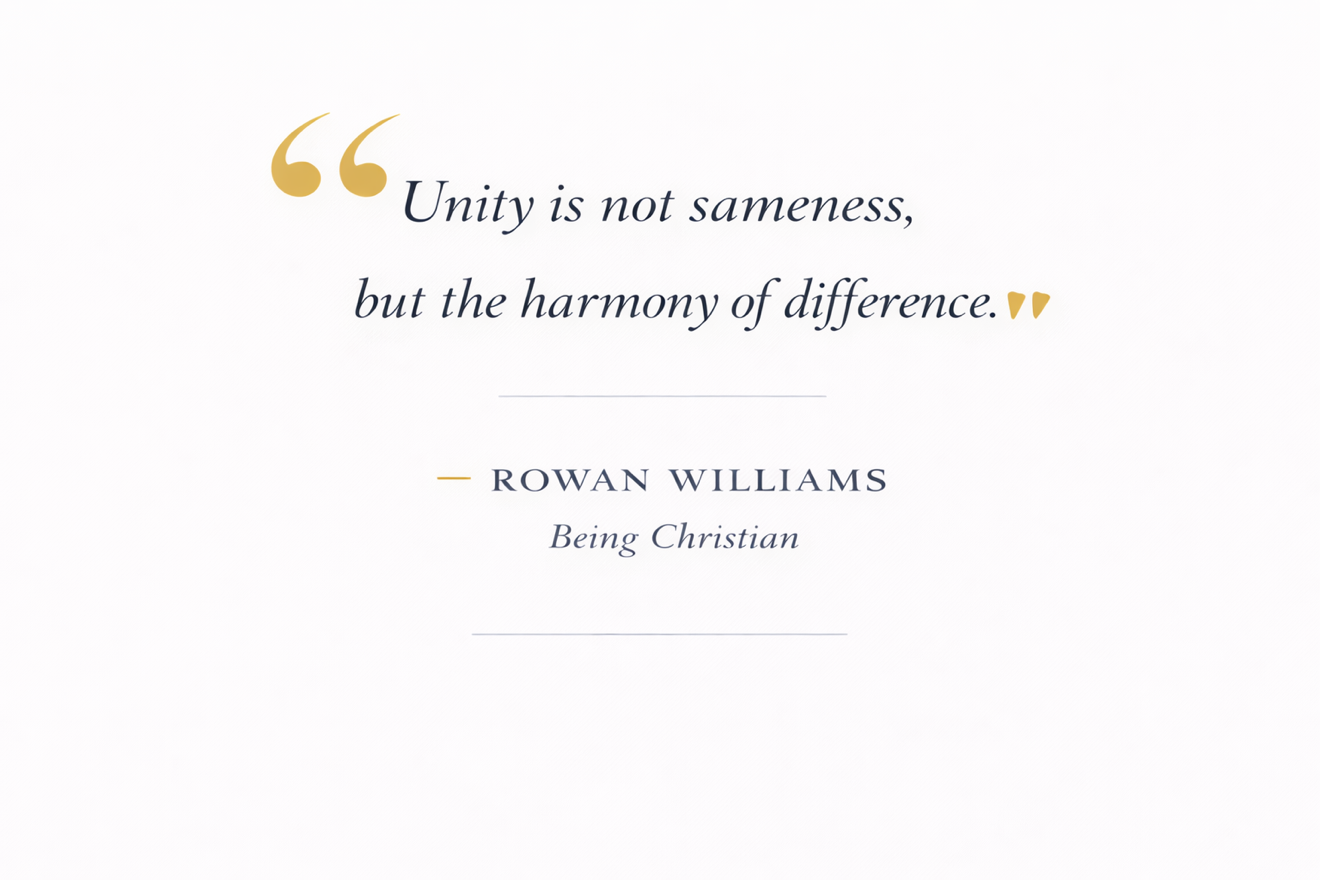 “Unity is not sameness,
but the harmony of difference."
— ROWAN WILLIAMS
Being Christian